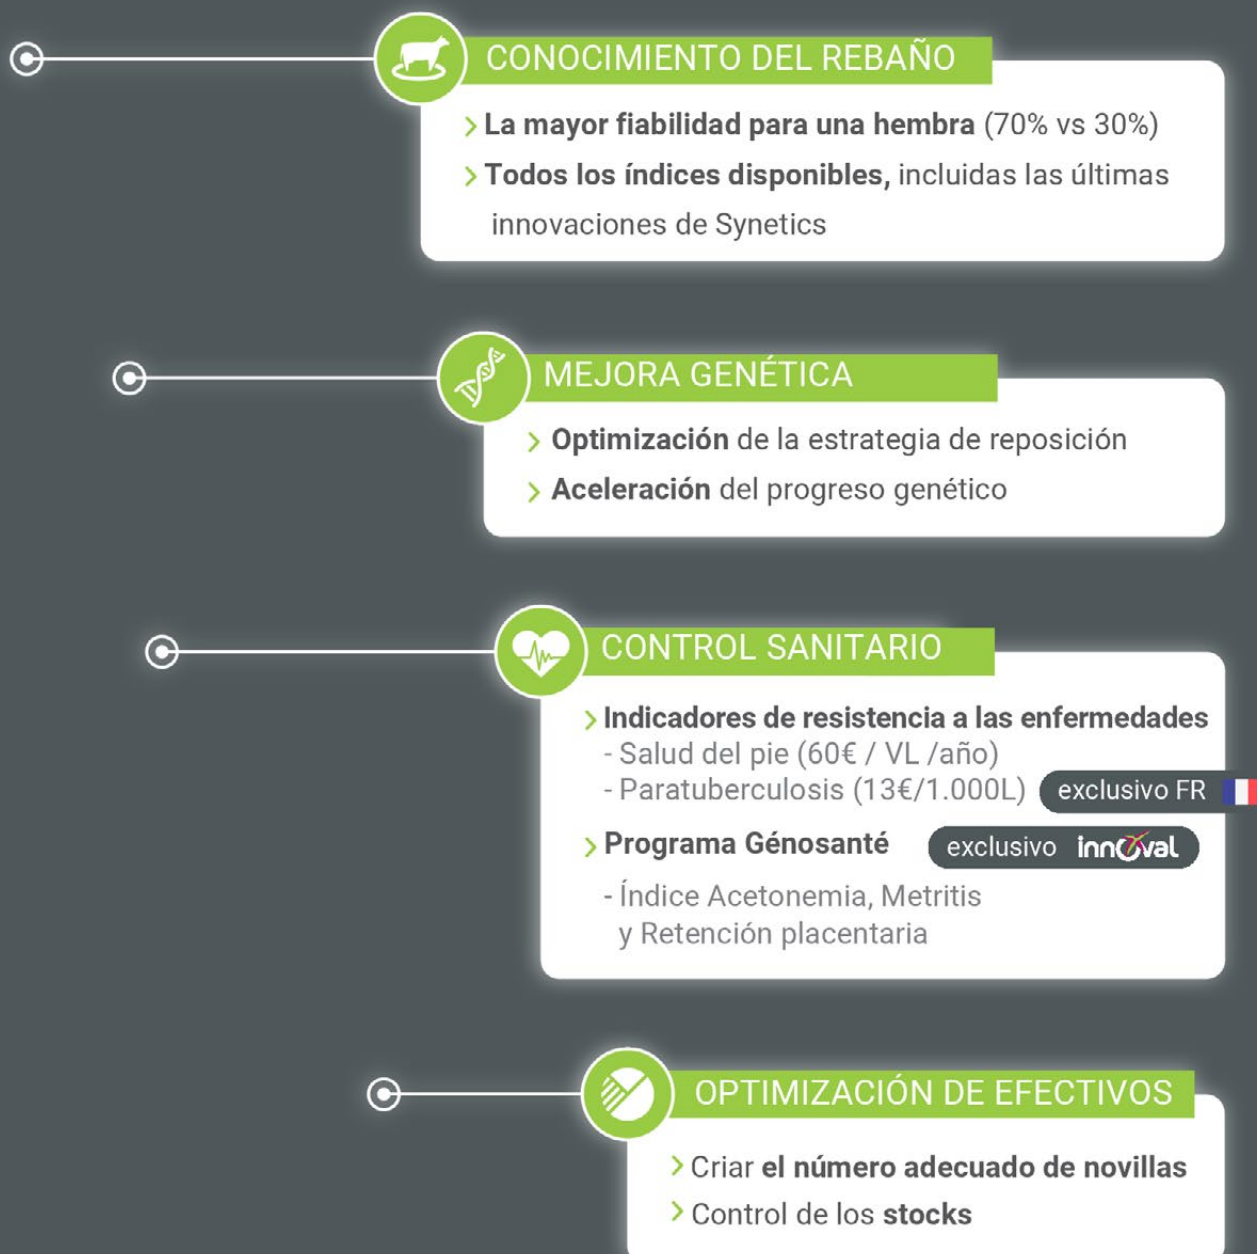 CONOCIMIENTO DEL REBAÑO
La mayor fiabilidad para una hembra (70% vs 30%)
Todos los índices disponibles, incluidas las últimas
innovaciones de Synetics
MEJORA GENÉTICA
Optimización de la estrategia de reposición
Aceleración del progreso genético
CONTROL SANITARIO
Indicadores de resistencia a las enfermedades
- Salud del pie (60€ / VL /año)
- Paratuberculosis (13€/1.000L) exclusivo FR
Programa Génosanté exclusivo innoval
- Índice Acetonemia, Metritis
y Retención placentaria
OPTIMIZACIÓN DE EFECTIVOS
Criar el número adecuado de novillas
Control de los stocks